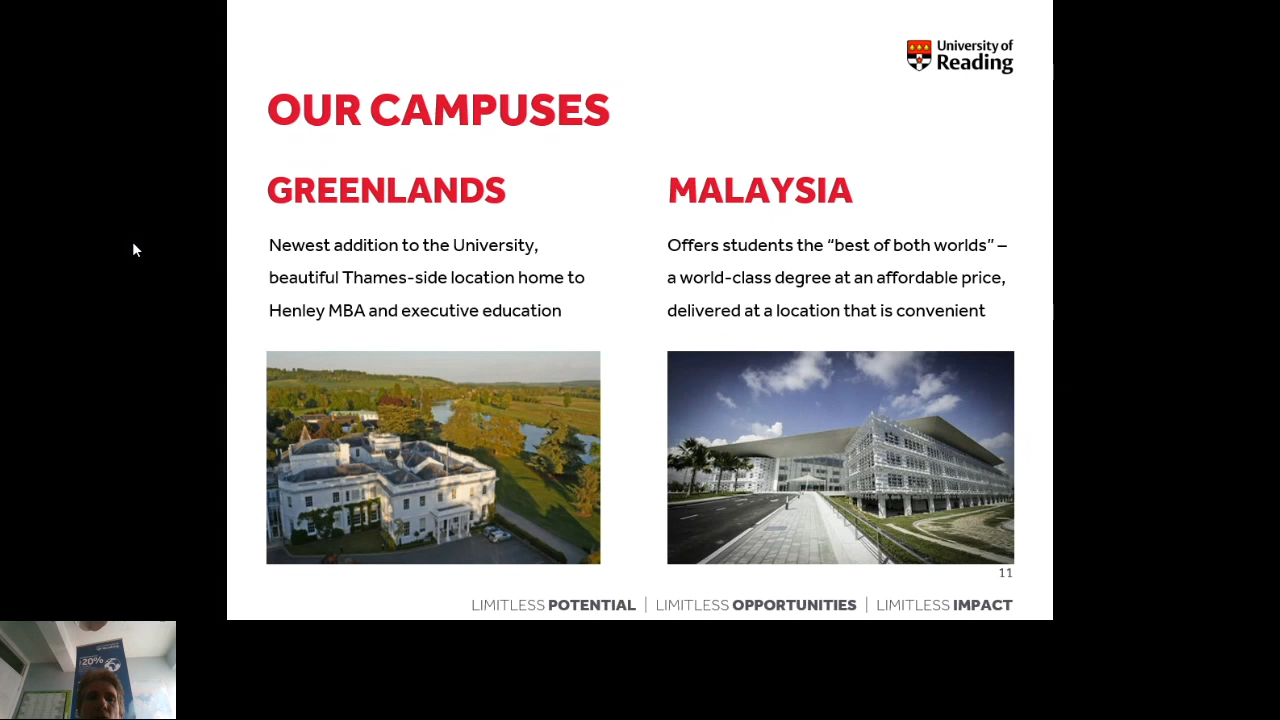 University of
Reading
OUR CAMPUSES
GREENLANDS
Newest addition to the University,
beautiful Thames-side location home to
Henley MBA and executive education
MALAYSIA
Offers students the “best of both worlds” –
a world-class degree at an affordable price,
delivered at a location that is convenient
11
LIMITLESS POTENTIAL | LIMITLESS OPPORTUNITIES | LIMITLESS IMPACT
20%